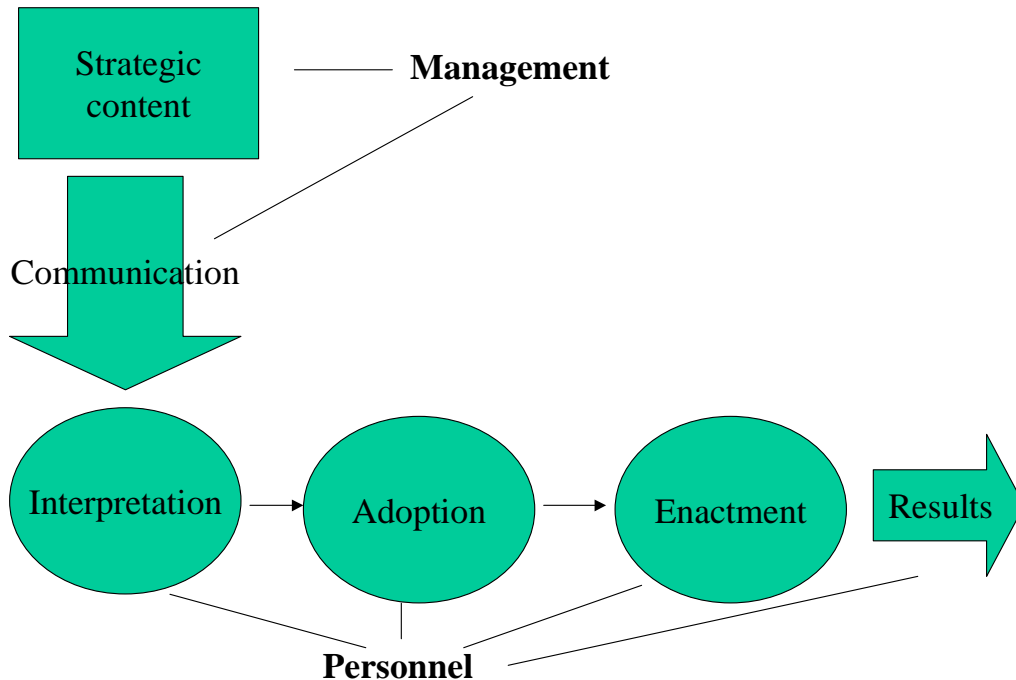 Strategic
content
Management
Communication
Interpretation
Adoption
Enactment
Results
Personnel